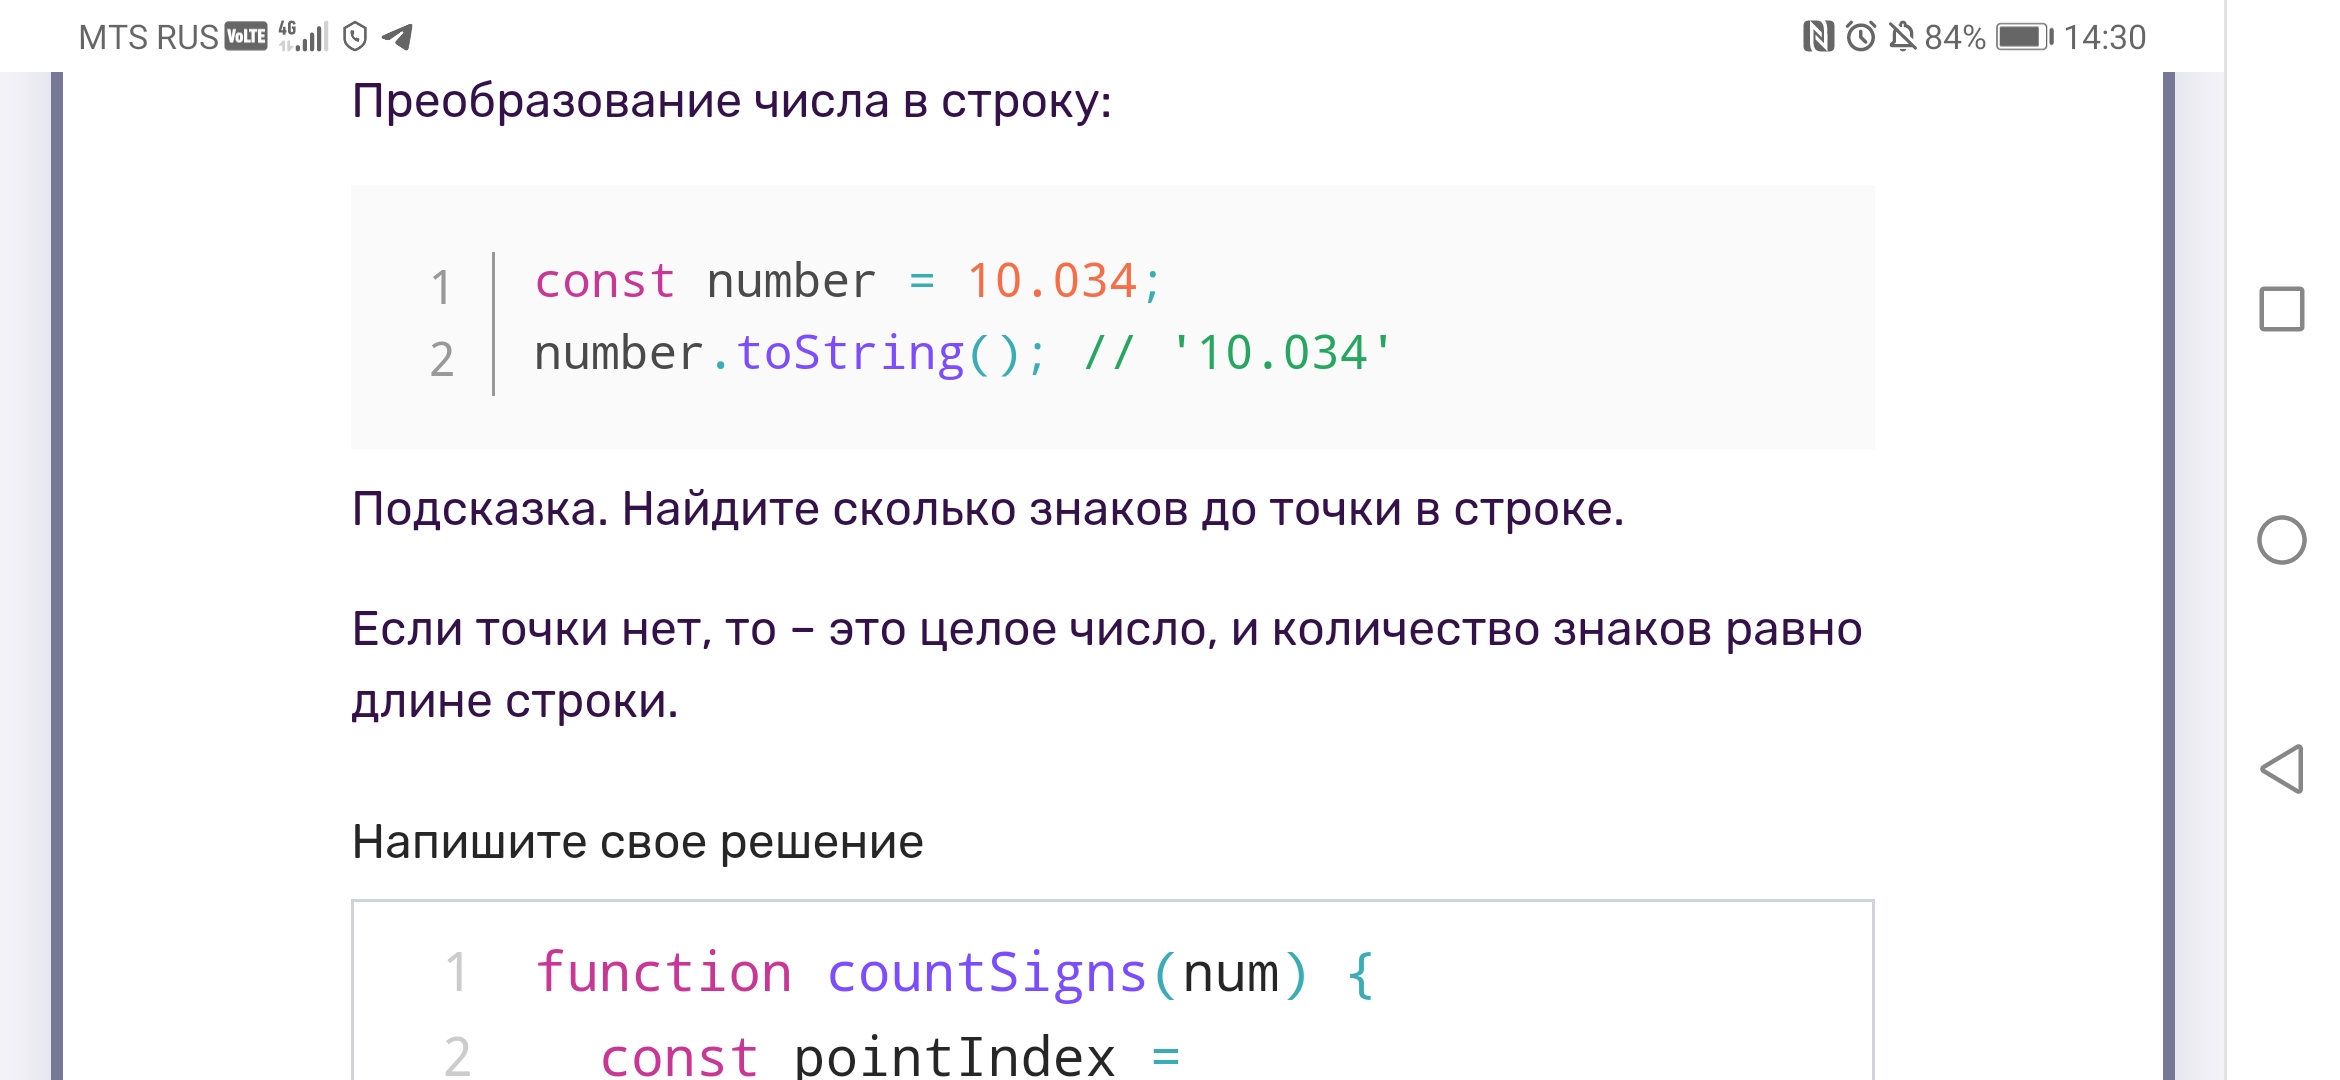 MTS RUS VoLTE 4G 84% 14:30
Преобразование числа в строку:
1 const number = 10.034;
2 number.toString(); // '10.034'
Подсказка. Найдите сколько знаков до точки в строке.
Если точки нет, то – это целое число, и количество знаков равно
длине строки.
Напишите свое решение
1 function countSigns(num) {
2 const pointIndex =